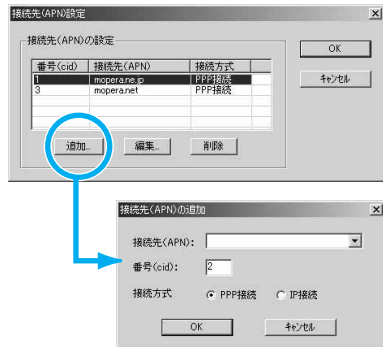 接続先(APN)設定
接続先(APN)の設定
番号(cid) 接続先(APN) 接続方式
1 mopera.ne.jp PPP接続
3 mopera.net PPP接続
追加... 編集... 削除
OK
キャンセル
接続先(APN)の追加
接続先(APN):
番号(cid): 2
接続方式 PPP接続 IP接続
OK キャンセル